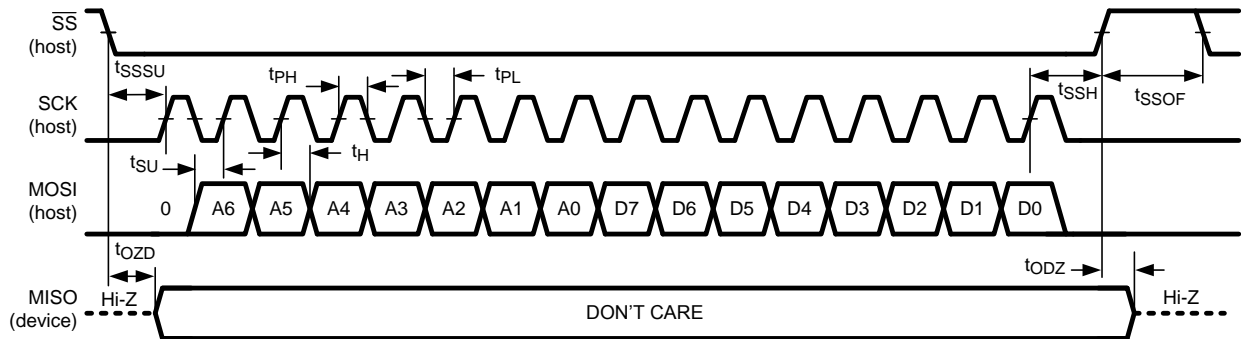 SS
(host)
tSSSU
tPH
tPL
tSSH
tSSOF
SCK
(host)
tSU
tH
MOSI
(host)
0 A6 A5 A4 A3 A2 A1 A0 D7 D6 D5 D4 D3 D2 D1 D0
tOZD
tODZ
MISO
(device)
Hi-Z
DON'T CARE
Hi-Z